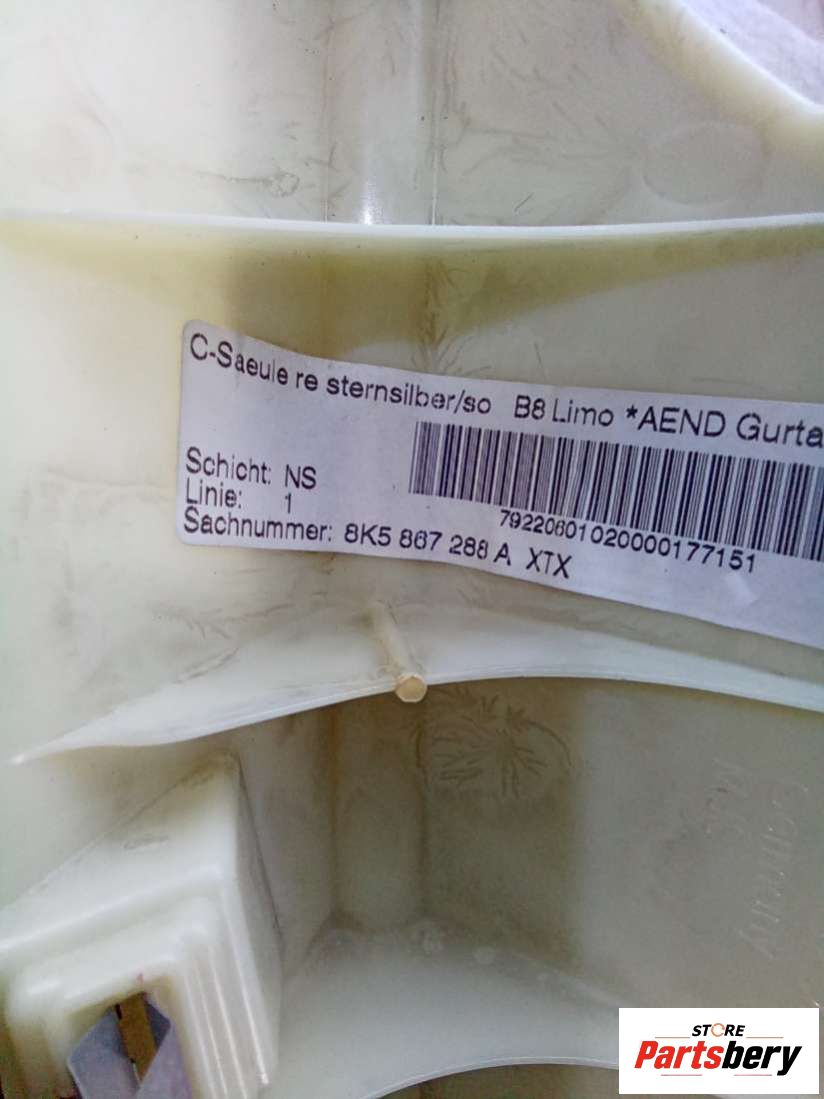 C-Saeule re sternsilber/so B8 Limo *AEND Gurta
Schicht: NS
Linie: 1
79220601020000177151
Sachnummer: 8K5 867 288 A XTX
STORE
Partsbery